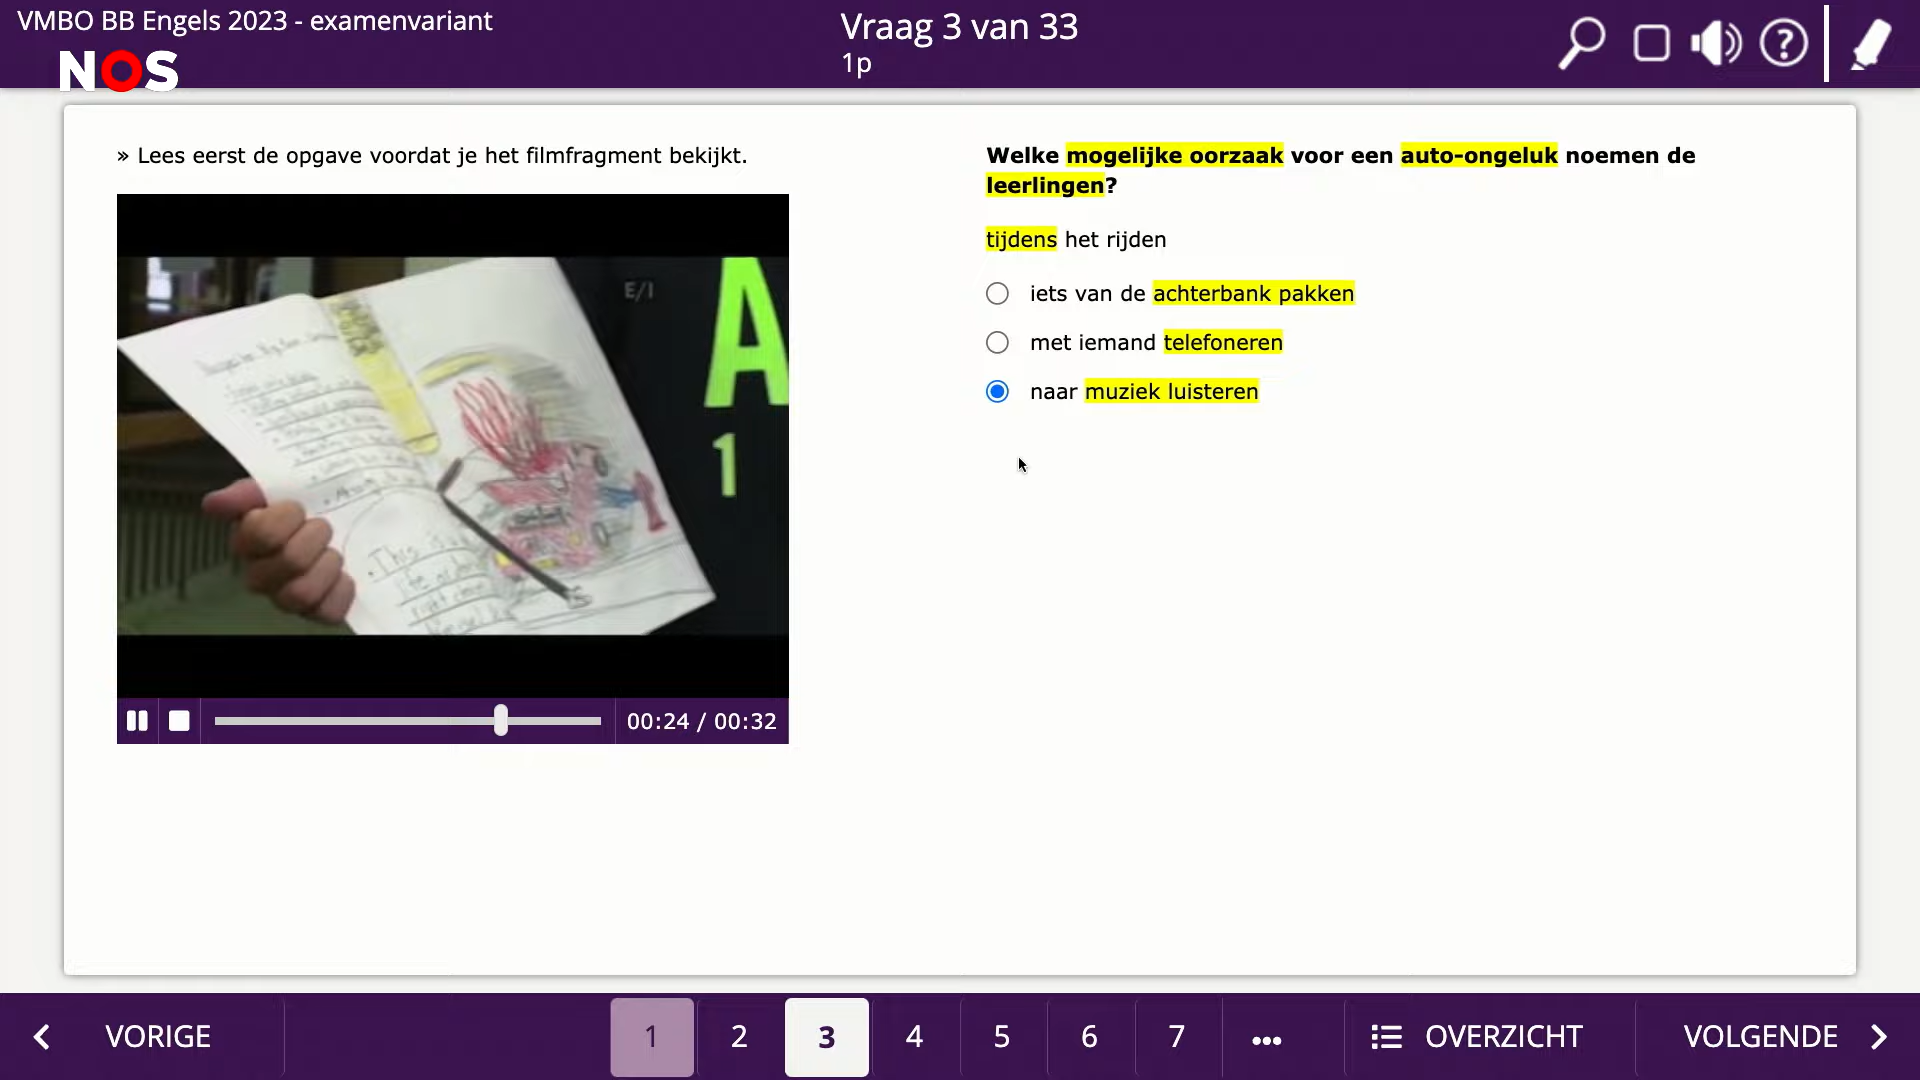 VMBO BB Engels 2023 - examenvariant
NOS
Vraag 3 van 33
1p
» Lees eerst de opgave voordat je het filmfragment bekijkt.
E/I
A
1
This is
00:24 / 00:32
Welke mogelijke oorzaak voor een auto-ongeluk noemen de
leerlingen?
tijdens het rijden
iets van de achterbank pakken
met iemand telefoneren
naar muziek luisteren
VORIGE
1 2 3 4 5 6 7 ...
OVERZICHT
VOLGENDE